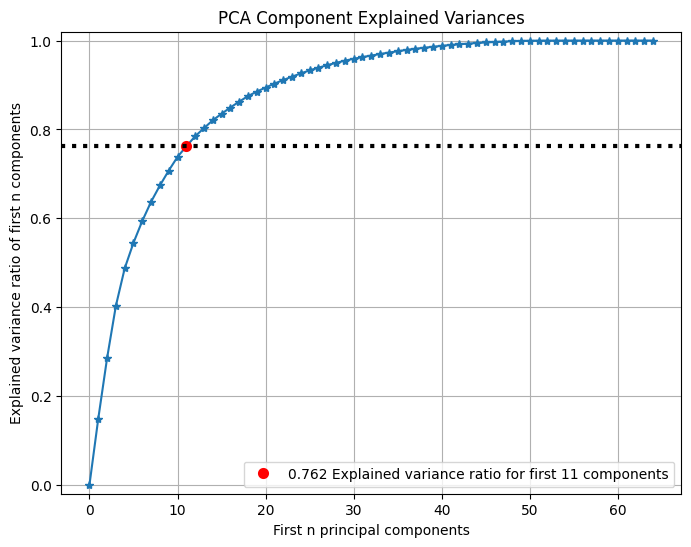 PCA Component Explained Variances
Explained variance ratio of first n components
1.0
0.8
0.6
0.4
0.2
0.0
0.762 Explained variance ratio for first 11 components
0 10 20 30 40 50 60
First n principal components